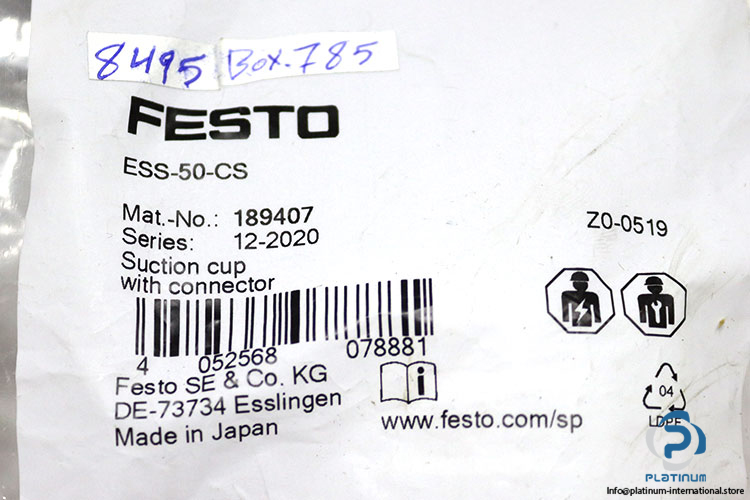 8495 Box.785
FESTO
ESS-50-CS
Mat.-No.: 189407
Series: 12-2020
Z0-0519
Suction cup
with connector
4 052568 078881
Festo SE & Co. KG
DE-73734 Esslingen
Made in Japan
i
www.festo.com/sp
04
LDPE
PLATINUM
Info@platinum-international.store